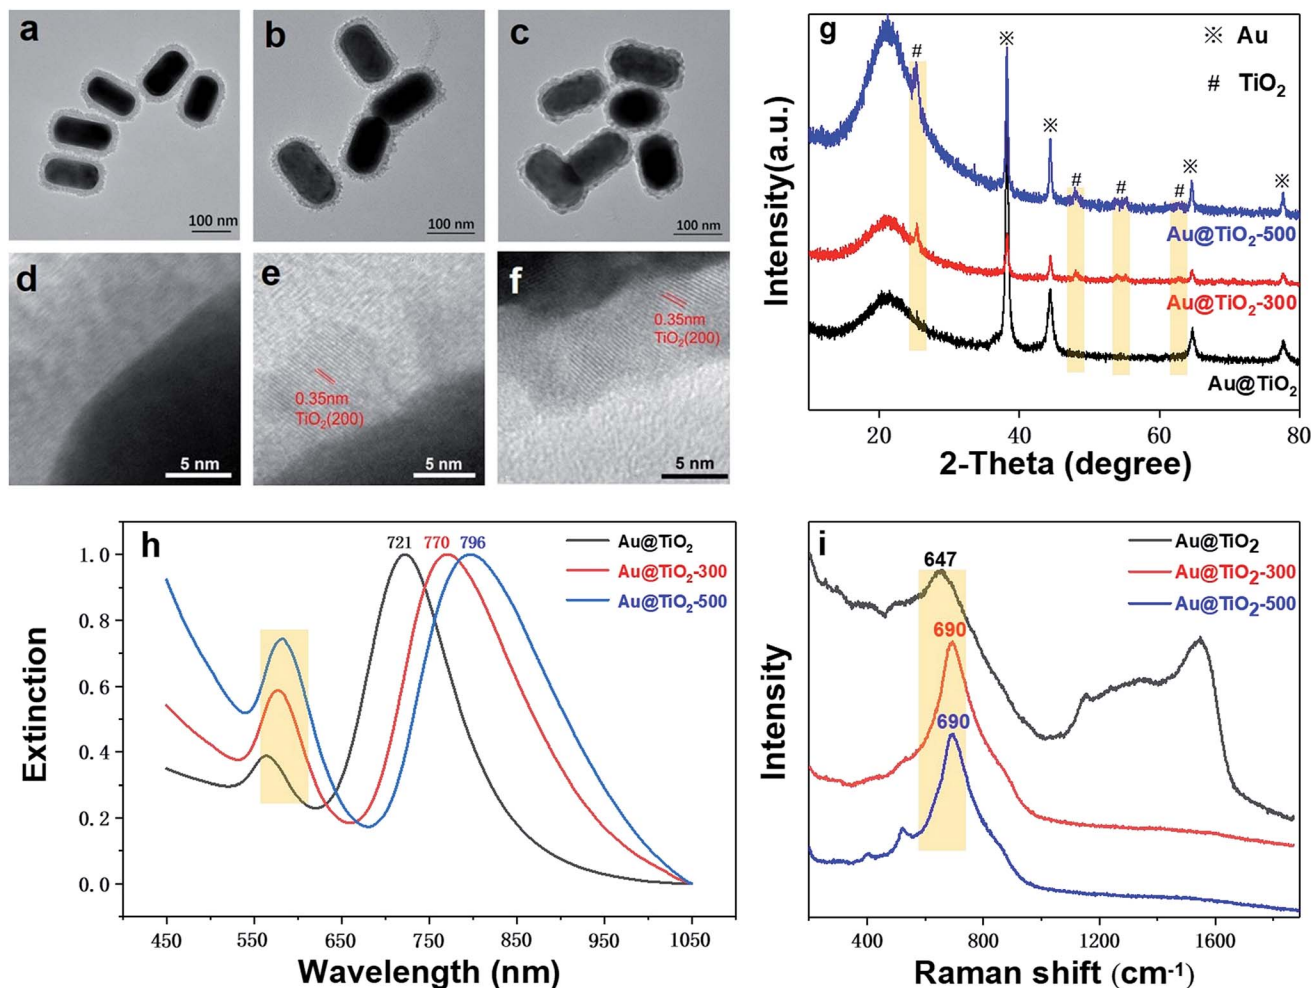 a
100 nm
b
100 nm
c
100 nm
d
5 nm
e
0.35nm
TiO2(200)
5 nm
f
0.35nm
TiO2(200)
5 nm
g
※ Au
# TiO2
#
※
※
#
#
#
※
※
Au@TiO2-500
Au@TiO2-300
Au@TiO2
Intensity(a.u.)
20 40 60 80
2-Theta (degree)
h
721 770 796
Au@TiO2
Au@TiO2-300
Au@TiO2-500
1.0
0.8
0.6
0.4
0.2
0.0
Extinction
450 550 650 750 850 950 1050
Wavelength (nm)
i
647
690
690
Au@TiO2
Au@TiO2-300
Au@TiO2-500
Intensity
400 800 1200 1600
Raman shift (cm-1)